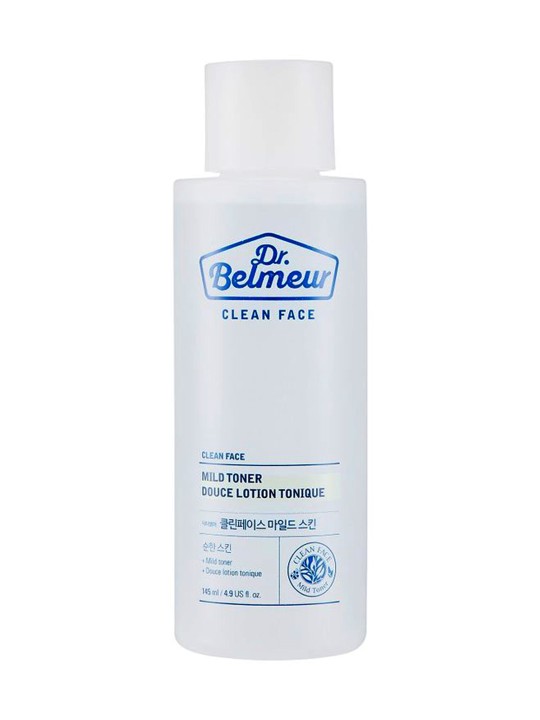 Dr.
Belmeur
CLEAN FACE
CLEAN FACE
MILD TONER
DOUCE LOTION TONIQUE
클린페이스 마일드 스킨
순한 스킨
• Mild toner
• Douce lotion tonique
145 ml / 4.9 US fl. oz.
CLEAN FACE
Mild Toner